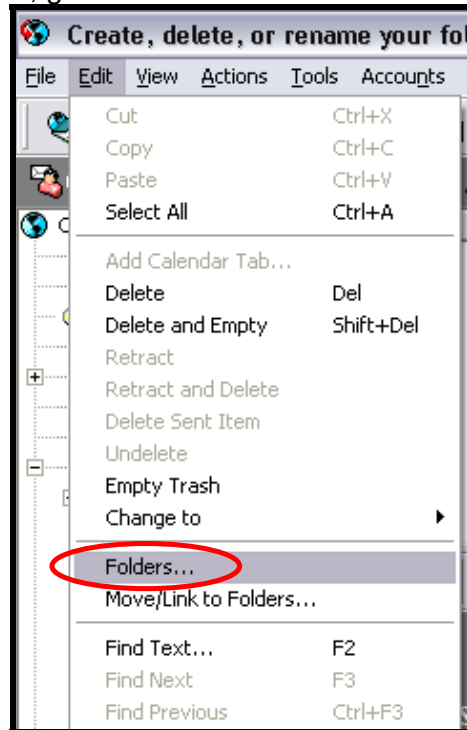 Create, delete, or rename your fo
File Edit View Actions Tools Accounts
Cut Ctrl+X
Copy Ctrl+C
Paste Ctrl+V
Select All Ctrl+A
Add Calendar Tab...
Delete Del
Delete and Empty Shift+Del
Retract
Retract and Delete
Delete Sent Item
Undelete
Empty Trash
Change to
Folders...
Move/Link to Folders...
Find Text... F2
Find Next F3
Find Previous Ctrl+F3